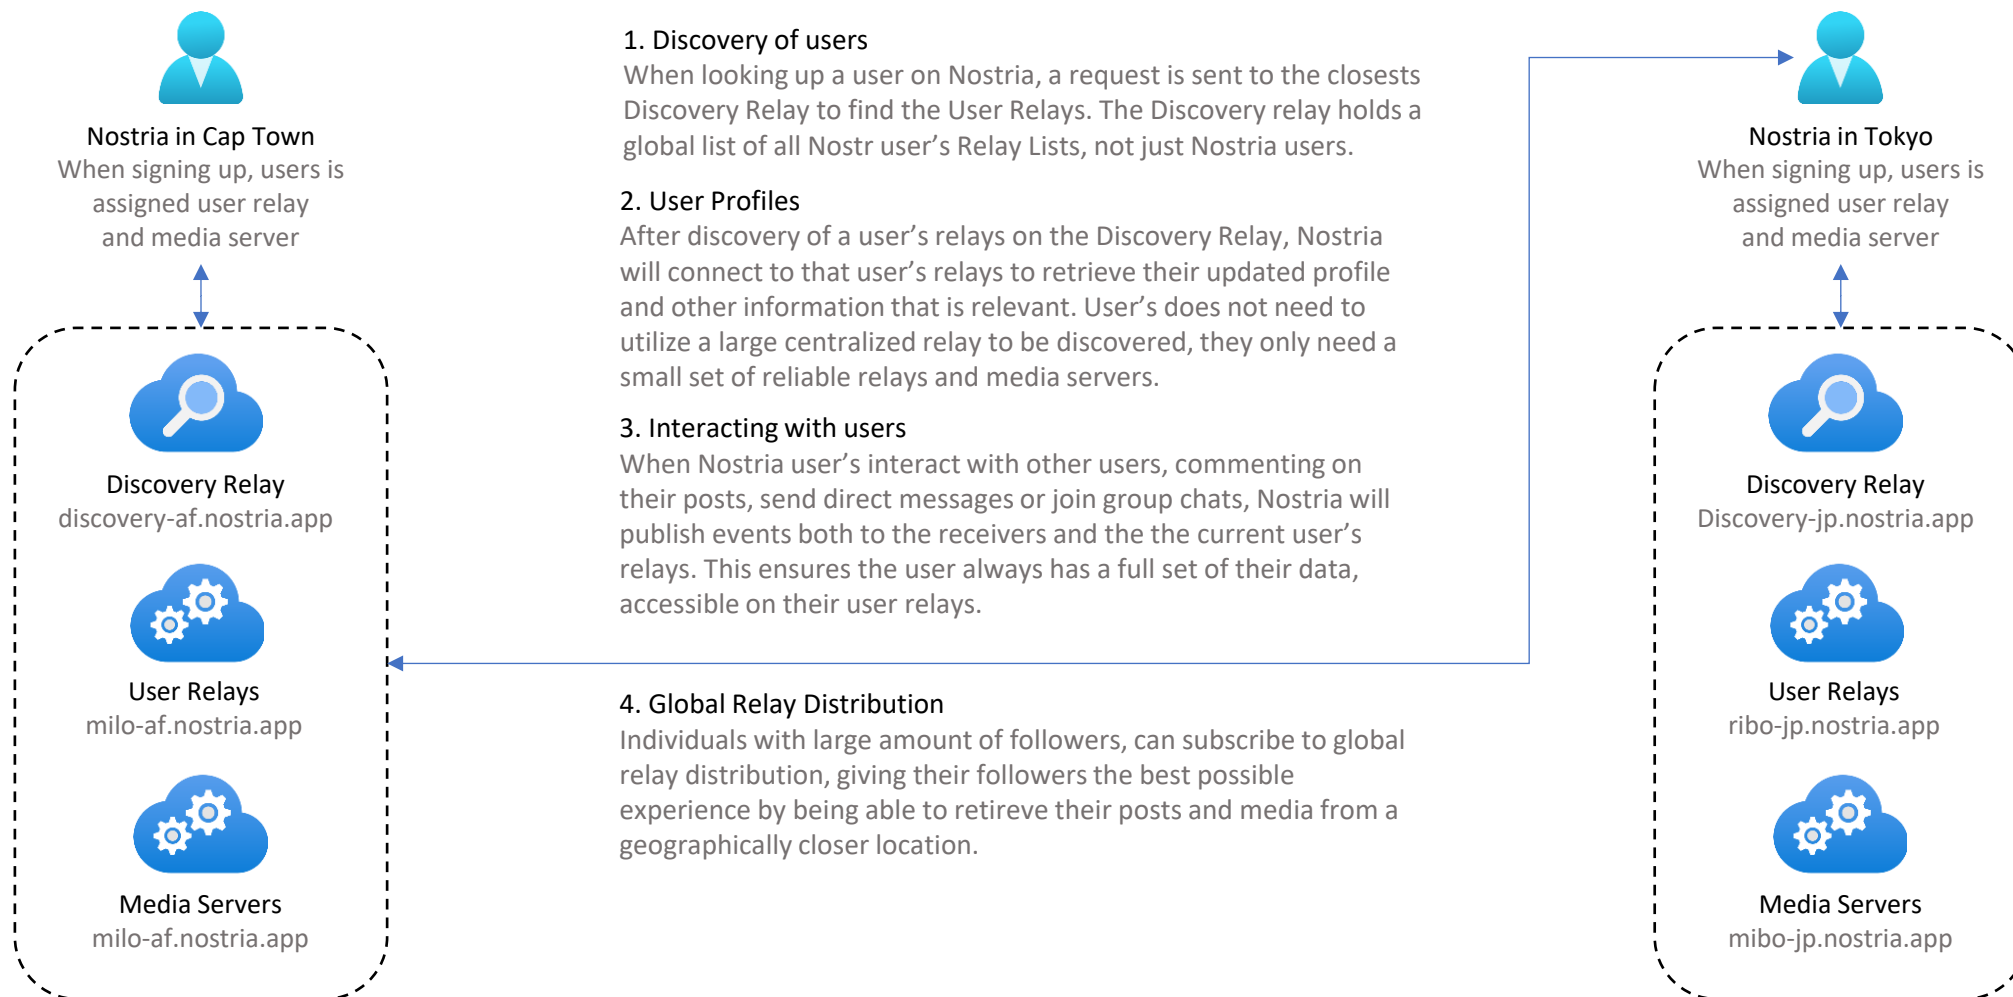 Nostria in Cap Town
When signing up, users is
assigned user relay
and media server
Discovery Relay
discovery-af.nostria.app
User Relays
milo-af.nostria.app
Media Servers
milo-af.nostria.app
1. Discovery of users
When looking up a user on Nostria, a request is sent to the closests
Discovery Relay to find the User Relays. The Discovery relay holds a
global list of all Nostr user’s Relay Lists, not just Nostria users.
2. User Profiles
After discovery of a user’s relays on the Discovery Relay, Nostria
will connect to that user’s relays to retrieve their updated profile
and other information that is relevant. User’s does not need to
utilize a large centralized relay to be discovered, they only need a
small set of reliable relays and media servers.
3. Interacting with users
When Nostria user’s interact with other users, commenting on
their posts, send direct messages or join group chats, Nostria will
publish events both to the receivers and the the current user’s
relays. This ensures the user always has a full set of their data,
accessible on their user relays.
4. Global Relay Distribution
Individuals with large amount of followers, can subscribe to global
relay distribution, giving their followers the best possible
experience by being able to retireve their posts and media from a
geographically closer location.
Nostria in Tokyo
When signing up, users is
assigned user relay
and media server
Discovery Relay
Discovery-jp.nostria.app
User Relays
ribo-jp.nostria.app
Media Servers
mibo-jp.nostria.app